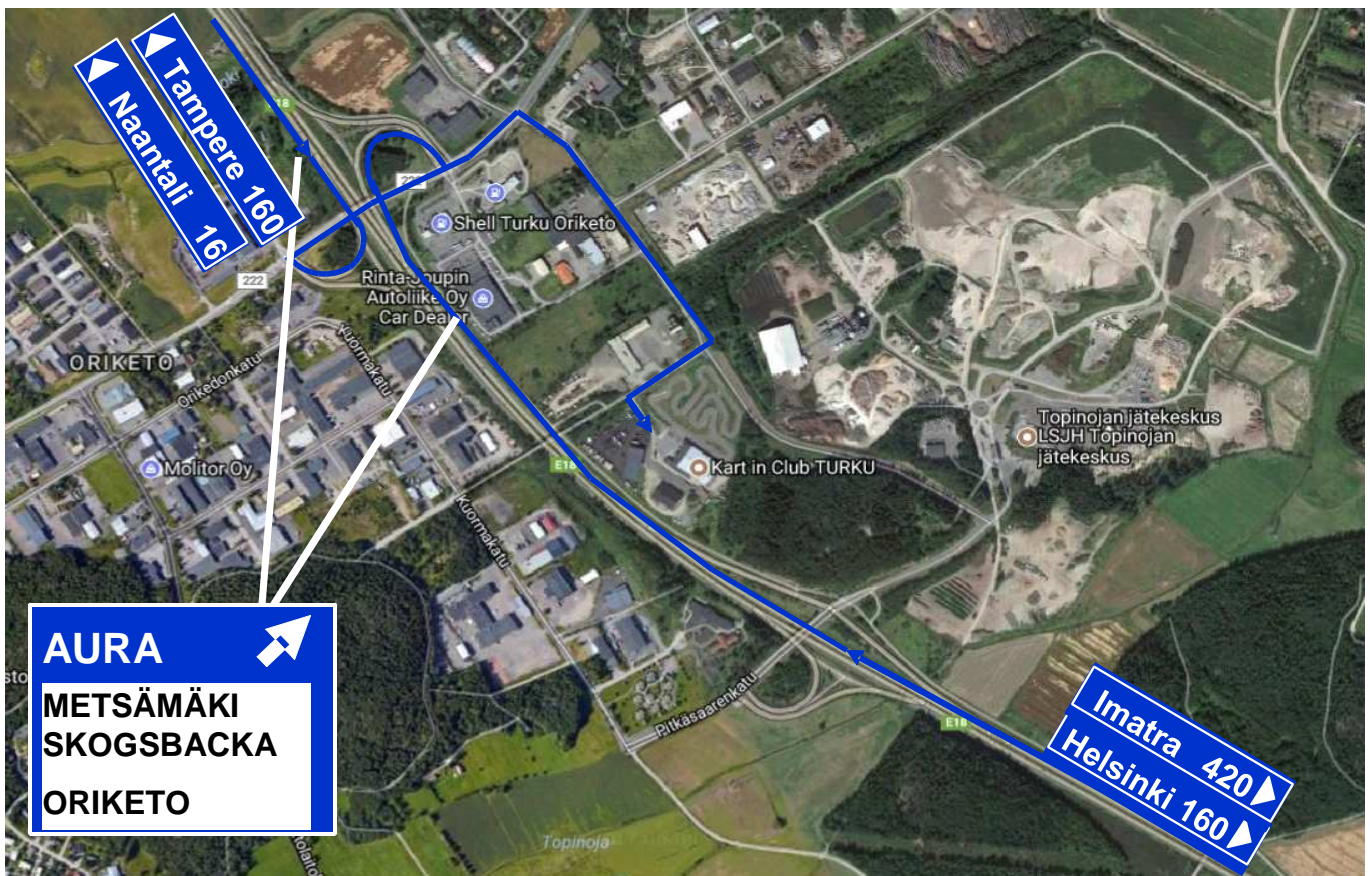 Tampere 160
Naantali 16
E18
222
Shell Turku Oriketo
222
Rinta-Joupin
Autoliike Oy
Car Dealer
ORIKETO
Orikedonkatu
Kuormakatu
Molitor Oy
E18
Kart in Club TURKU
Topinojan jätekeskus
LSJH Topinojan
jätekeskus
Kuormakatu
AURA
METSÄMÄKI
SKOGSBACKA
ORIKETO
Pitkäsaarenkatu
E18
Imatra 420
Helsinki 160
Topinoja